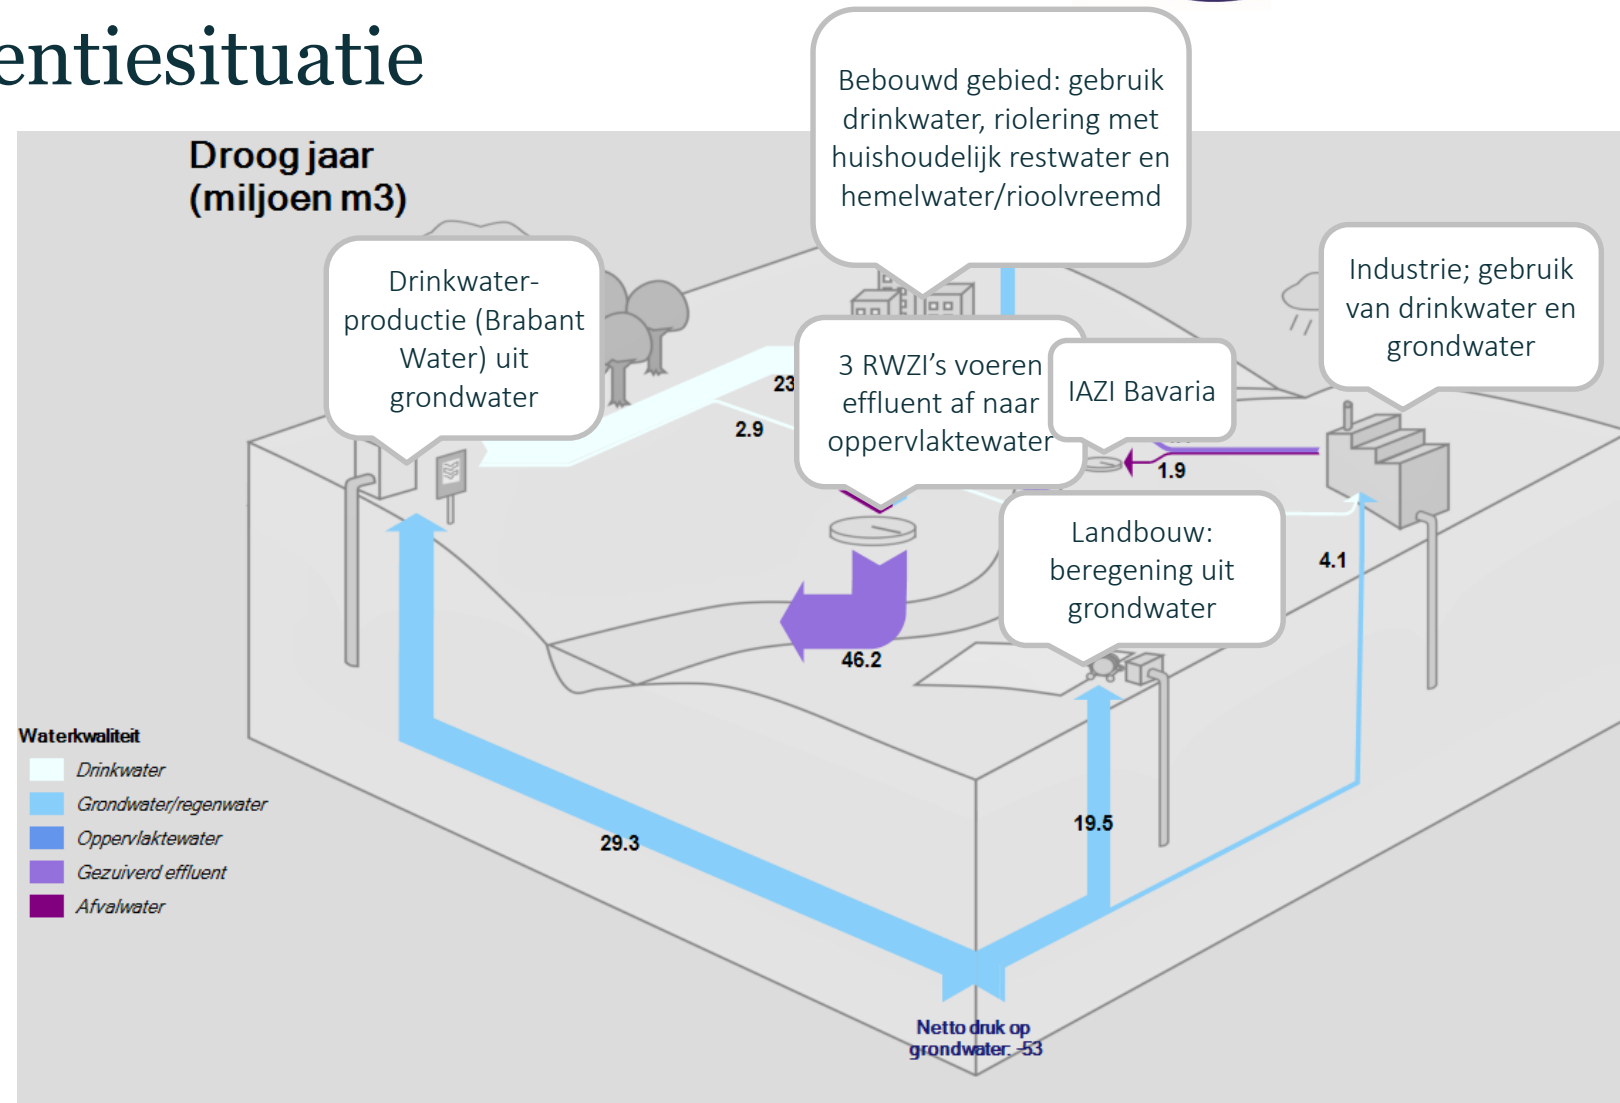 entiesituatie
Droog jaar
(miljoen m3)
Bebouwd gebied: gebruik
drinkwater, riolering met
huishoudelijk restwater en
hemelwater/rioolvreemd
Drinkwater-
productie (Brabant
Water) uit
grondwater
Industrie; gebruik
van drinkwater en
grondwater
3 RWZI's voeren
effluent af naar
oppervlaktewater
IAZI Bavaria
23
2.9
1.9
Landbouw:
beregening uit
grondwater
4.1
46.2
Waterkwaliteit
Drinkwater
Grondwater/regenwater
Oppervlaktewater
Gezuiverd effluent
Afvalwater
29.3
19.5
Netto druk op
grondwater: -53